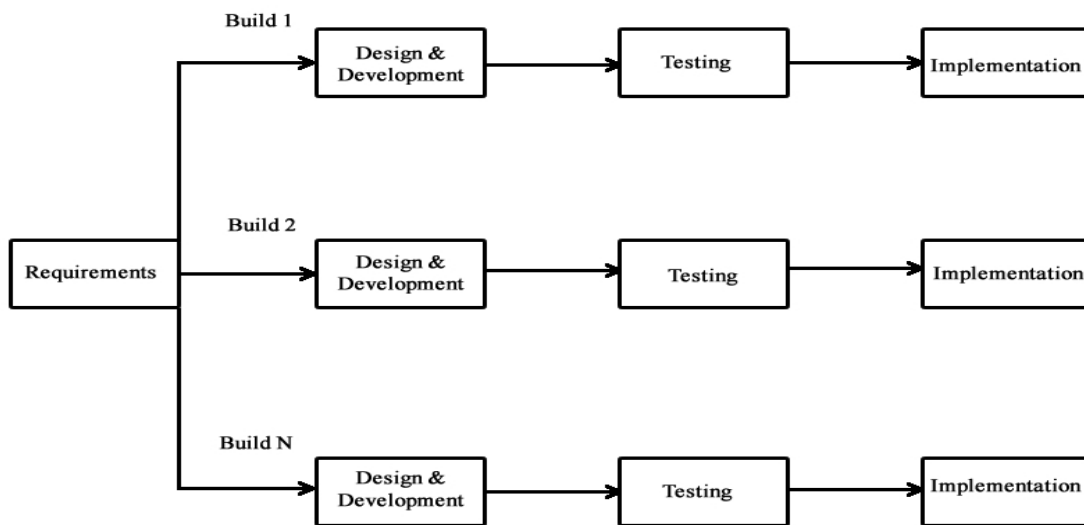 Build 1
Design &
Development
Testing
Implementation
Build 2
Requirements
Design &
Development
Testing
Implementation
Build N
Design &
Development
Testing
Implementation